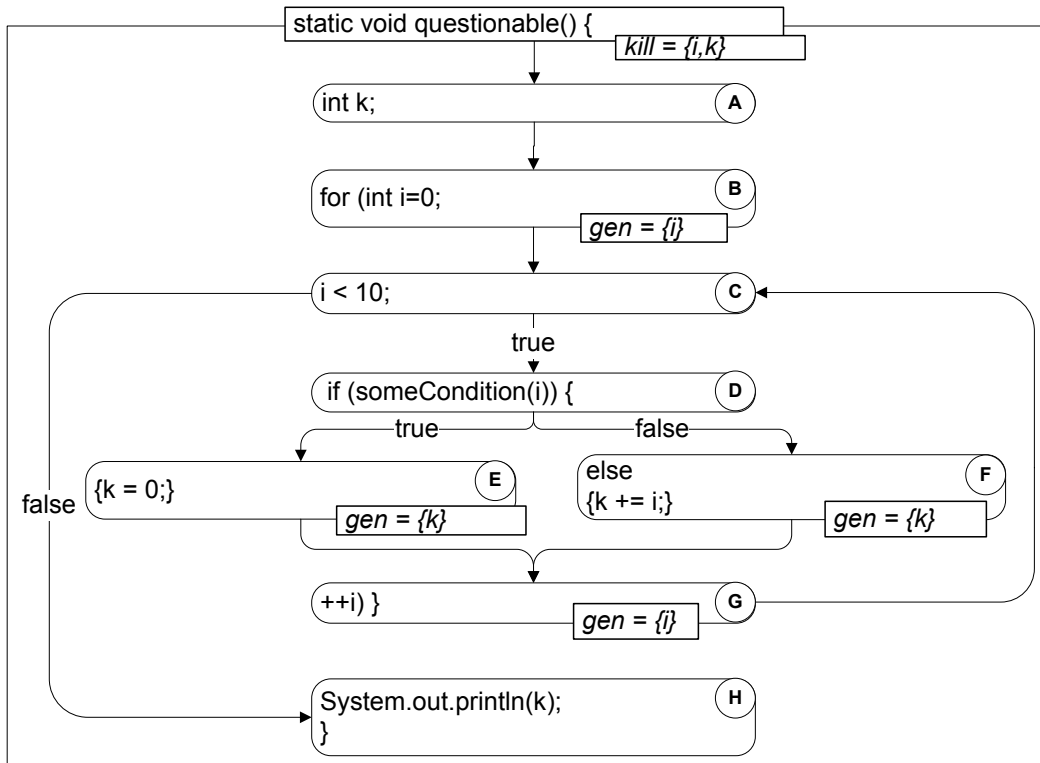 static void questionable() {
kill = {i,k}
int k;
A
for (int i=0;
B
gen = {i}
i < 10;
C
true
if (someCondition(i)) {
D
true
false
{k = 0;}
E
gen = {k}
else
{k += i;}
F
gen = {k}
false
++i) }
G
gen = {i}
System.out.println(k);
}
H